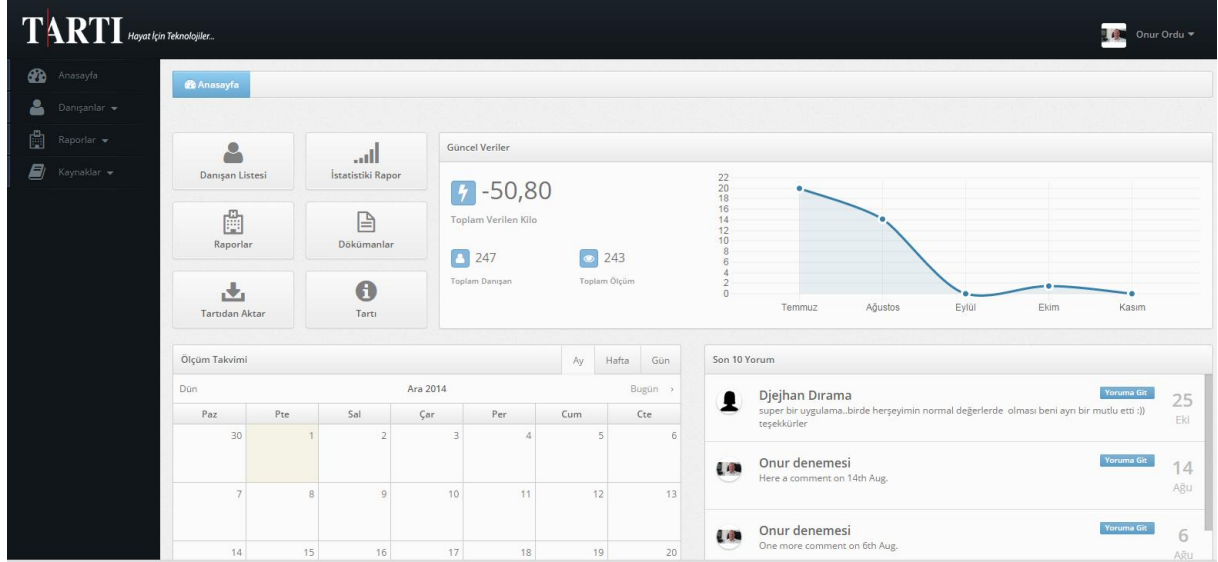 TARTI Hayat İçin Teknolojiler...
Onur Ordu
Anasayfa
Danışanlar
Raporlar
Kaynaklar
Anasayfa
Danışan Listesi
İstatistiki Rapor
Raporlar
Dökümanlar
Tartıdan Aktar
Tartı
Güncel Veriler
-50,80
Toplam Verilen Kilo
247
Toplam Danışan
243
Toplam Ölçüm
22
20
18
16
14
12
10
8
6
4
2
0
Temmuz Ağustos Eylül Ekim Kasım
Ölçüm Takvimi
Ay Hafta Gün
Dün Ara 2014 Bugün ›
Paz Pte Sal Çar Per Cum Cte
30 1 2 3 4 5 6
7 8 9 10 11 12 13
14 15 16 17 18 19 20
Son 10 Yorum
Djejhan Dırama
super bir uygulama..birde herşeyimin normal değerlerde olması beni ayrı bir mutlu etti :))
teşekkürler
Yoruma Git
25
Eki
Onur denemesi
Here a comment on 14th Aug.
Yoruma Git
14
Ağu
Onur denemesi
One more comment on 6th Aug.
Yoruma Git
6
Ağu